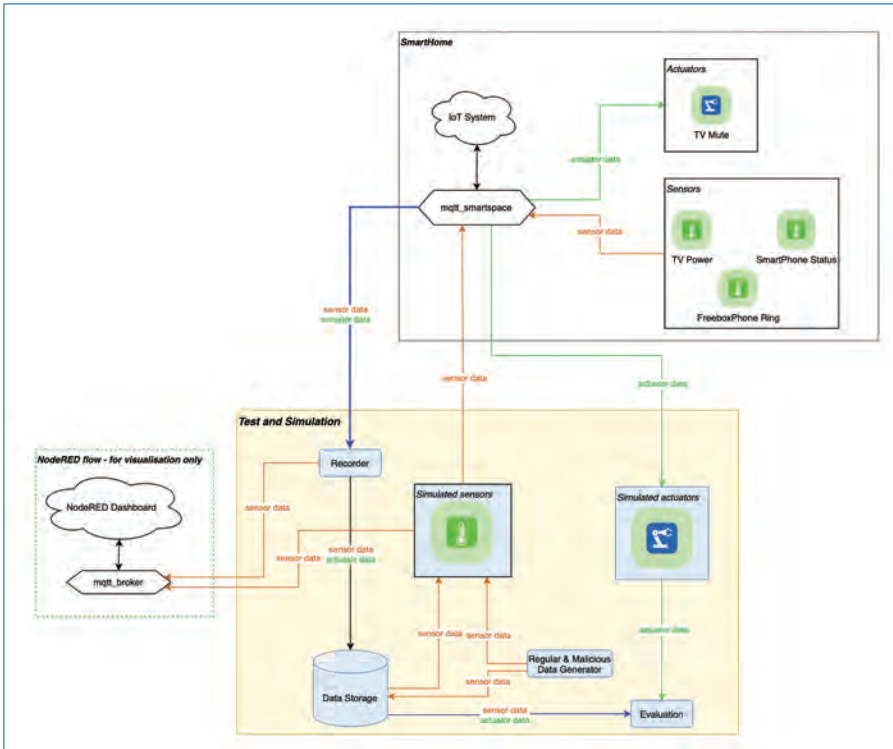 SmartHome
Actuators
TV Mute
IoT System
actuator data
mqtt_smartspace
Sensors
sensor data
TV Power
SmartPhone Status
FreeboxPhone Ring
sensor data
actuator data
sensor data
actuator data
Test and Simulation
NodeRED flow - for visualisation only
Recorder
NodeRED Dashboard
Simulated sensors
Simulated actuators
sensor data
sensor data
sensor data
actuator data
mqtt_broker
sensor data
sensor data
actuator data
Regular & Malicious
Data Generator
sensor data
Data Storage
sensor data
actuator data
Evaluation